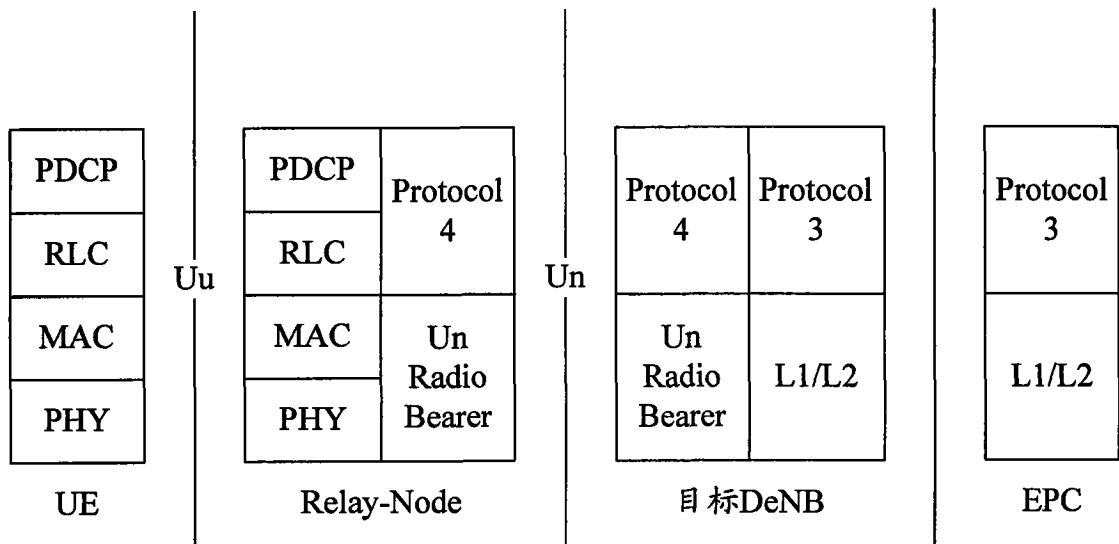 PDCP
RLC
MAC
PHY
UE
Uu
PDCP
RLC
MAC
PHY
Protocol
4
Un
Radio
Bearer
Relay-Node
Un
Protocol
4
Un
Radio
Bearer
Protocol
3
L1/L2
目标DeNB
Protocol
3
L1/L2
EPC